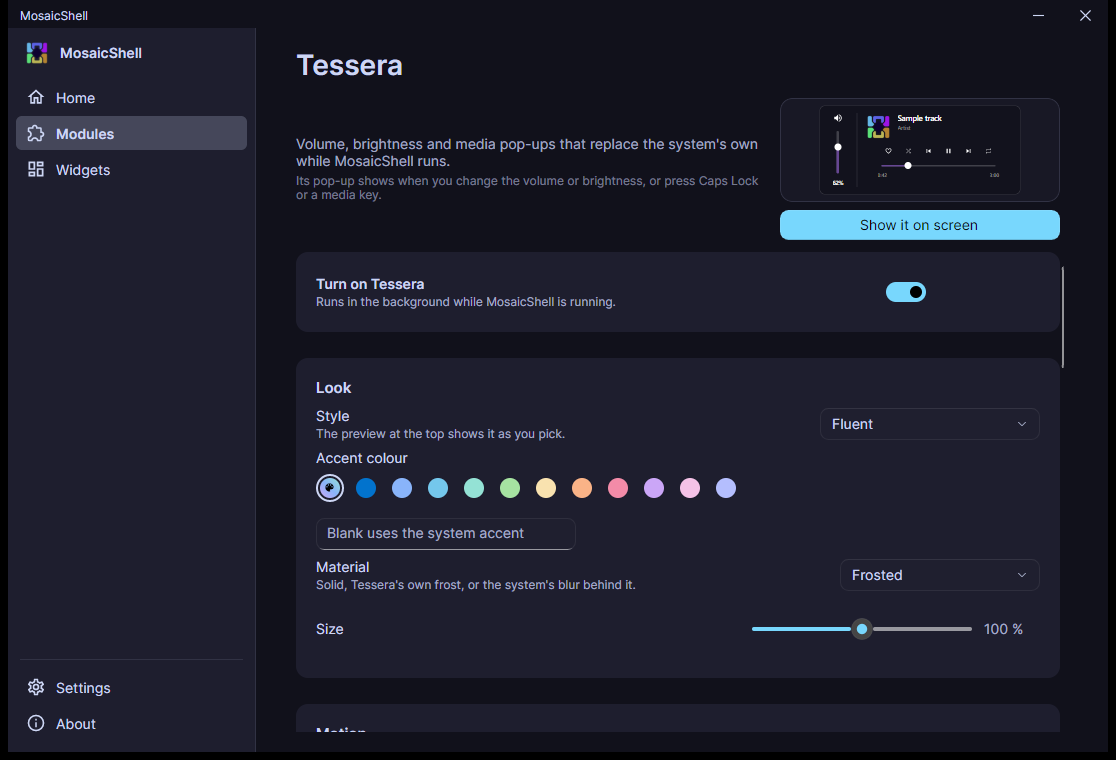 MosaicShell
MosaicShell
Home
Modules
Widgets
Settings
About
Tessera
Volume, brightness and media pop-ups that replace the system's own
while MosaicShell runs.
Its pop-up shows when you change the volume or brightness, or press Caps Lock
or a media key.
Sample track
Artist
62%
0:42
3:00
Show it on screen
Turn on Tessera
Runs in the background while MosaicShell is running.
Look
Style
The preview at the top shows it as you pick.
Fluent
Accent colour
Blank uses the system accent
Material
Solid, Tessera's own frost, or the system's blur behind it.
Frosted
Size
100 %
Motion